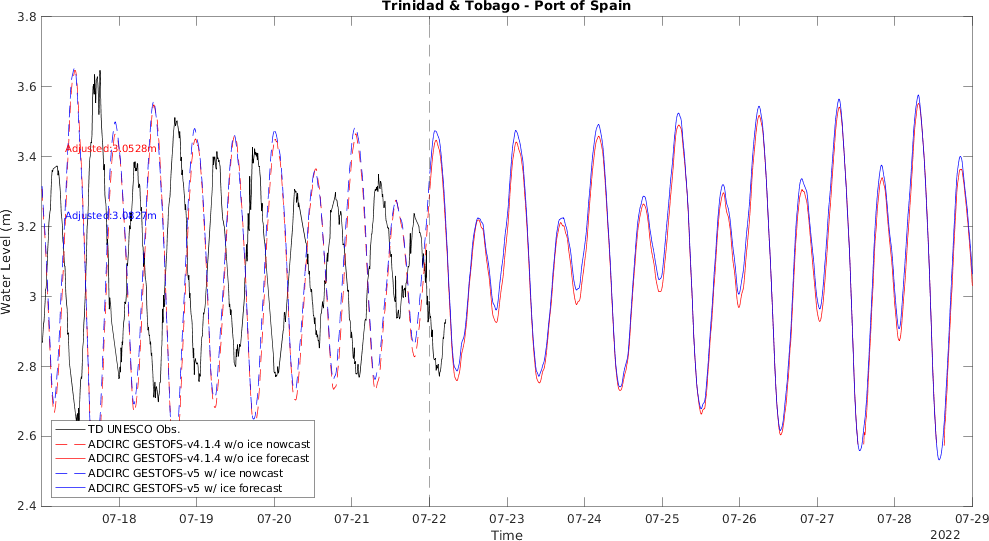 Trinidad & Tobago - Port of Spain
3.8
3.6
3.4
3.2
3
2.8
2.6
2.4
Water Level (m)
Adjusted:3.0528m
Adjusted:3.0827m
TD UNESCO Obs.
ADCIRC GESTOFS-v4.1.4 w/o ice nowcast
ADCIRC GESTOFS-v4.1.4 w/o ice forecast
ADCIRC GESTOFS-v5 w/ ice nowcast
ADCIRC GESTOFS-v5 w/ ice forecast
07-18 07-19 07-20 07-21 07-22 07-23 07-24 07-25 07-26 07-27 07-28 07-29
Time
2022